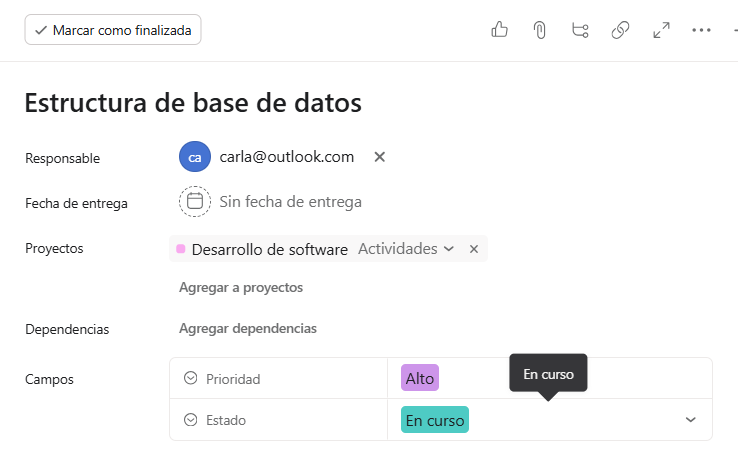 Marcar como finalizada
Estructura de base de datos
Responsable
ca
carla@outlook.com
Fecha de entrega
Sin fecha de entrega
Proyectos
Desarrollo de software Actividades
Agregar a proyectos
Dependencias
Agregar dependencias
Campos
Prioridad
Alto
En curso
Estado
En curso